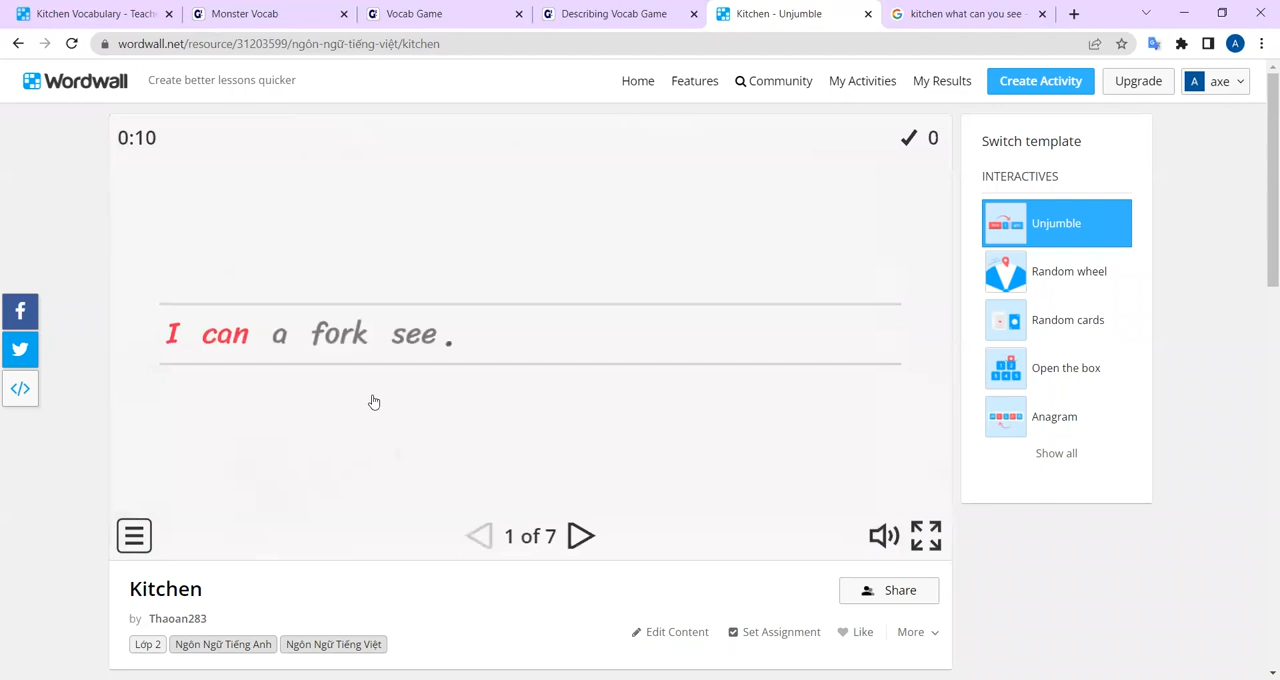 Kitchen Vocabulary - Teach
Monster Vocab
Vocab Game
Describing Vocab Game
Kitchen - Unjumble
kitchen what can you see -
wordwall.net/resource/31203599/ngôn-ngữ-tiếng-việt/kitchen
A
Wordwall
Create better lessons quicker
Home
Features
Community
My Activities
My Results
Create Activity
Upgrade
A axe
0:10
0
I can a fork see.
1 of 7
Switch template
INTERACTIVES
Unjumble
Random wheel
Random cards
Open the box
Anagram
Show all
Kitchen
Share
by Thaoan283
Edit Content
Set Assignment
Like
More
Lớp 2
Ngôn Ngữ Tiếng Anh
Ngôn Ngữ Tiếng Việt